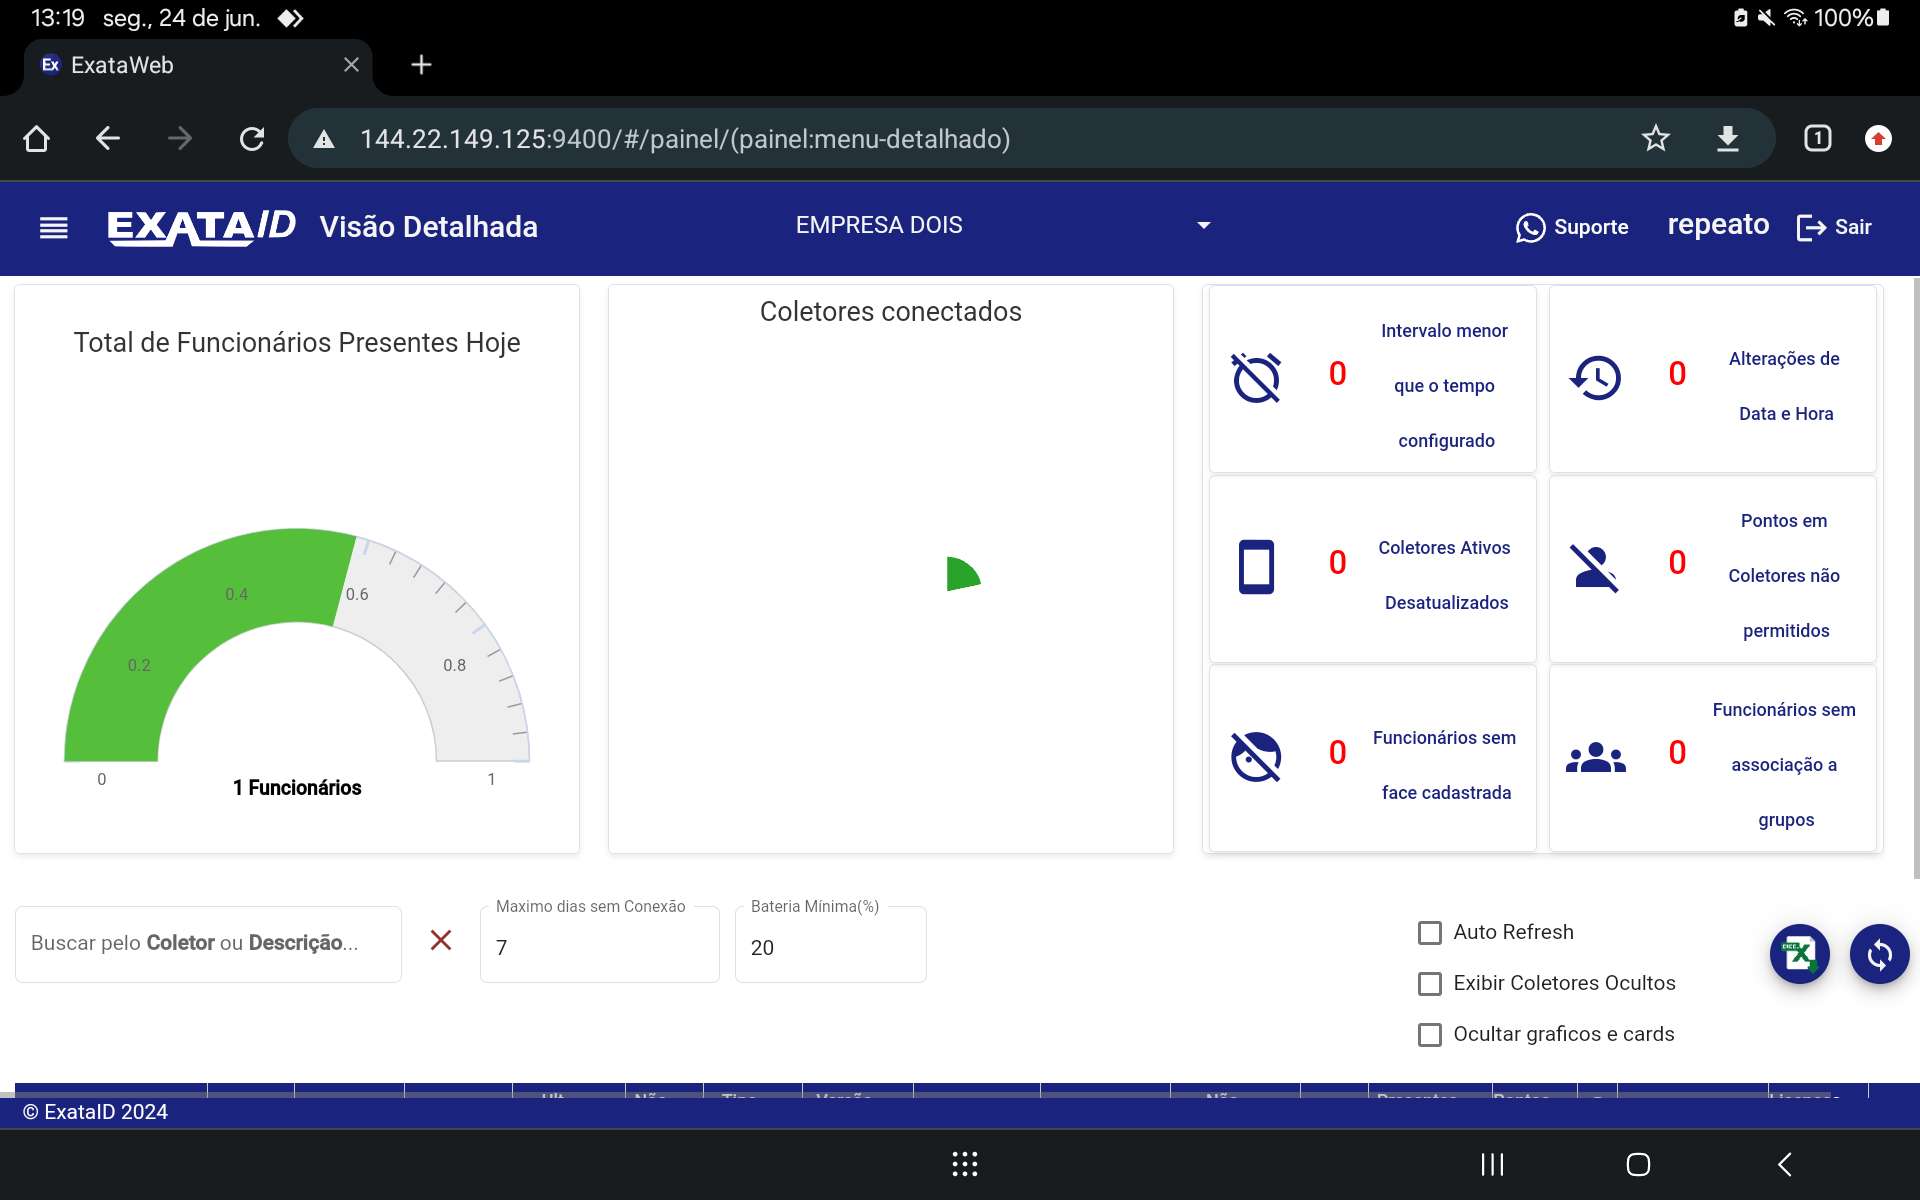 13:19 seg., 24 de jun.
100%
Ex ExataWeb
144.22.149.125:9400/#/painel/(painel:menu-detalhado)
1
EXATAID Visão Detalhada
EMPRESA DOIS
Suporte
repeato
Sair
Total de Funcionários Presentes Hoje
0.4
0.6
0.2
0.8
0
1
1 Funcionários
Coletores conectados
0
Intervalo menor
que o tempo
configurado
0
Alterações de
Data e Hora
0
Coletores Ativos
Desatualizados
0
Pontos em
Coletores não
permitidos
0
Funcionários sem
face cadastrada
0
Funcionários sem
associação a
grupos
Buscar pelo Coletor ou Descrição...
Maximo dias sem Conexão
7
Bateria Mínima(%)
20
Auto Refresh
Exibir Coletores Ocultos
Ocultar graficos e cards
© ExataID 2024